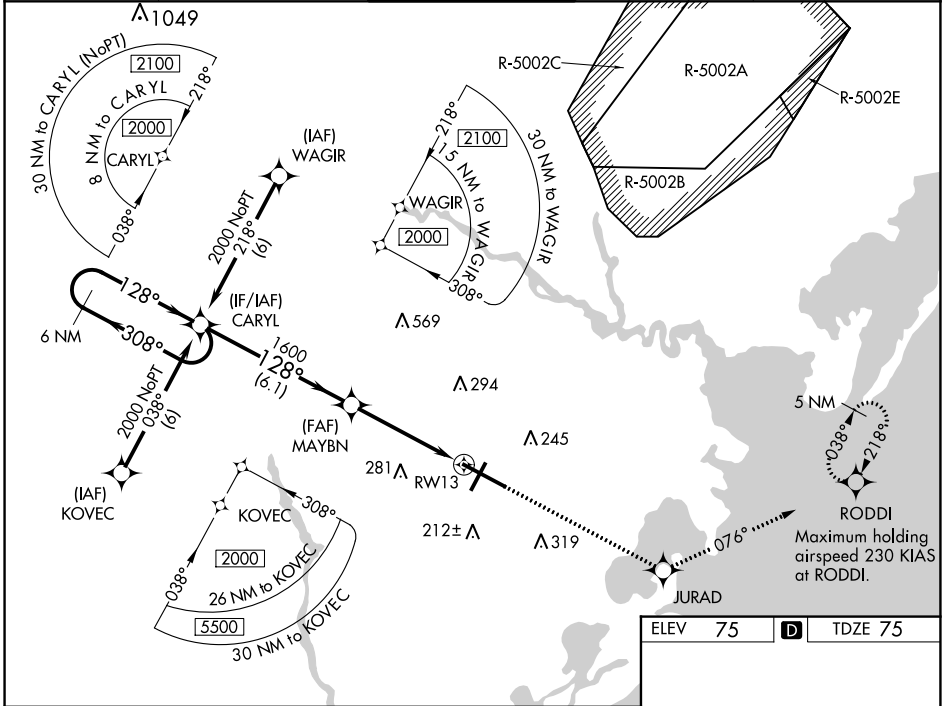 1049
30 NM to CARYL (NoPT)
2100
218°
8 NM to CARYL
2000
CARYL
038°
(IAF)
WAGIR
2000 NoPT
218°
(6)
218°
2100
15 NM to WAGIR
30 NM to WAGIR
WAGIR
2000
308°
R-5002C
R-5002A
R-5002E
R-5002B
128°
6 NM
308°
(IF/IAF)
CARYL
2000 NoPT
038°
(6)
(IAF)
KOVEC
1600
128°
(6.1)
(FAF)
MAYBN
569
294
245
281
RW13
212±
319
KOVEC
308°
038°
2000
26 NM to KOVEC
5500
30 NM to KOVEC
JURAD
076°
5 NM
038°
218°
RODDI
Maximum holding
airspeed 230 KIAS
at RODDI.
ELEV 75 D TDZE 75